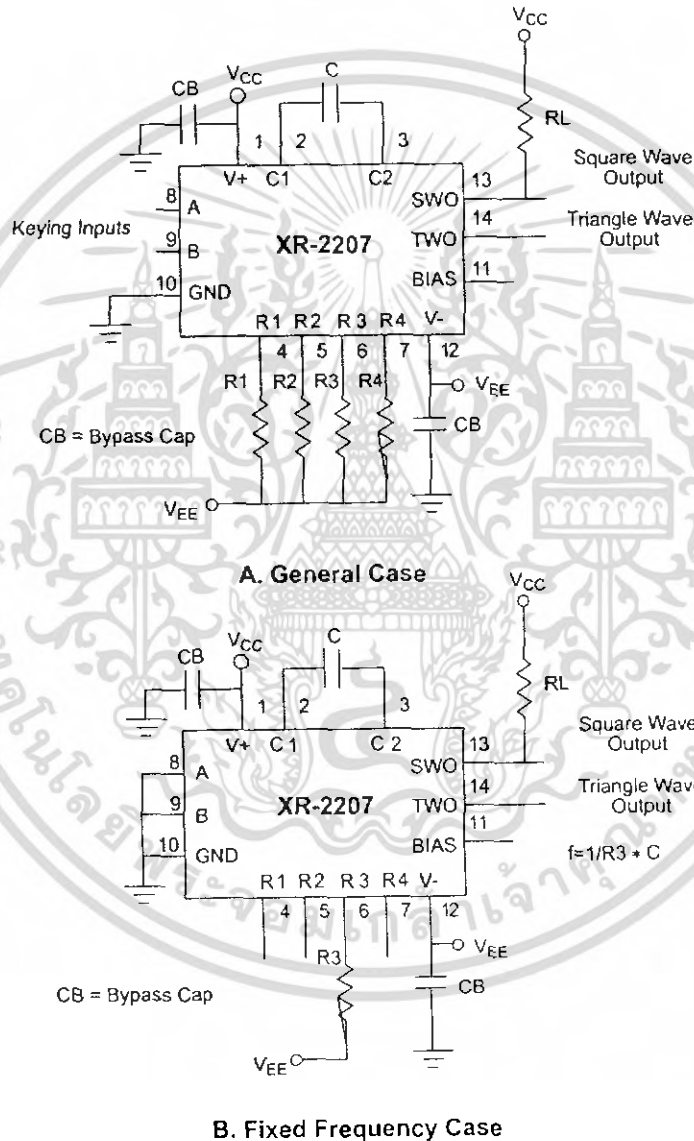 VCC
CB
VCC
C
RL
1
2
3
V+
C1
C2
13
Square Wave
Output
SWO
8
A
14
Triangle Wave
Output
Keying Inputs
XR-2207
TWO
9
B
11
BIAS
10
GND
R1 R2 R3 R4 V-
4 5 6 7 12
R1 R2 R3 R4
VEE
CB = Bypass Cap
CB
VEE
A. General Case
VCC
CB
VCC
C
RL
1
2
3
V+
C1
C2
13
Square Wave
Output
SWO
8
A
14
Triangle Wave
Output
9
B
XR-2207
TWO
11
10
GND
BIAS
f=1/R3 * C
R1 R2 R3 R4 V-
4 5 6 7 12
R3
VEE
CB = Bypass Cap
CB
VEE
B. Fixed Frequency Case